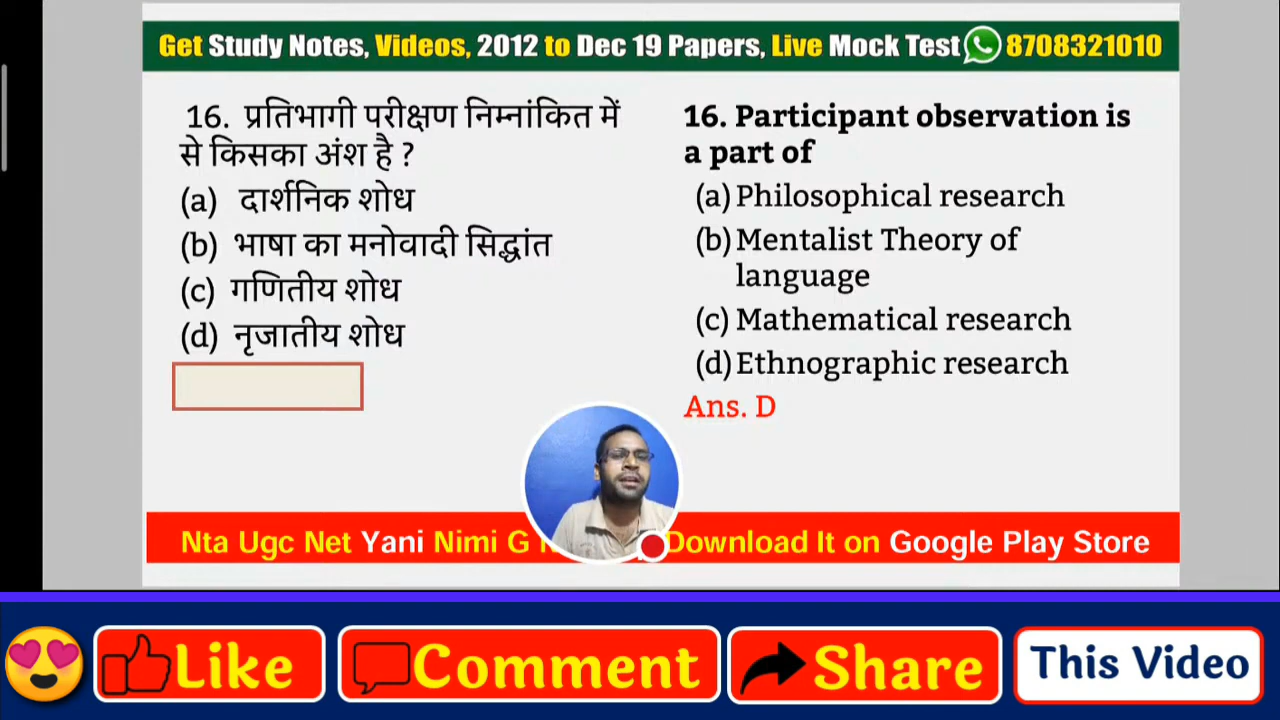 Get Study Notes, Videos, 2012 to Dec 19 Papers, Live Mock Test 8708321010
16. प्रतिभागी परीक्षण निम्नांकित में
से किसका अंश है ?
(a) दार्शनिक शोध
(b) भाषा का मनोवादी सिद्धांत
(c) गणितीय शोध
(d) नृजातीय शोध
16. Participant observation is
a part of
(a) Philosophical research
(b) Mentalist Theory of
language
(c) Mathematical research
(d) Ethnographic research
Ans. D
Nta Ugc Net Yani Nimi G Download It on Google Play Store
Like Comment Share This Video